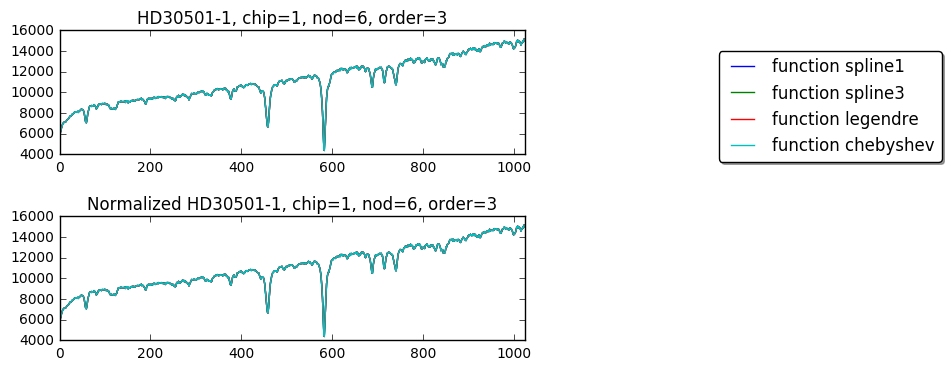 HD30501-1, chip=1, nod=6, order=3
16000
14000
12000
10000
8000
6000
4000
0 200 400 600 800 1000
function spline1
function spline3
function legendre
function chebyshev
Normalized HD30501-1, chip=1, nod=6, order=3
16000
14000
12000
10000
8000
6000
4000
0 200 400 600 800 1000